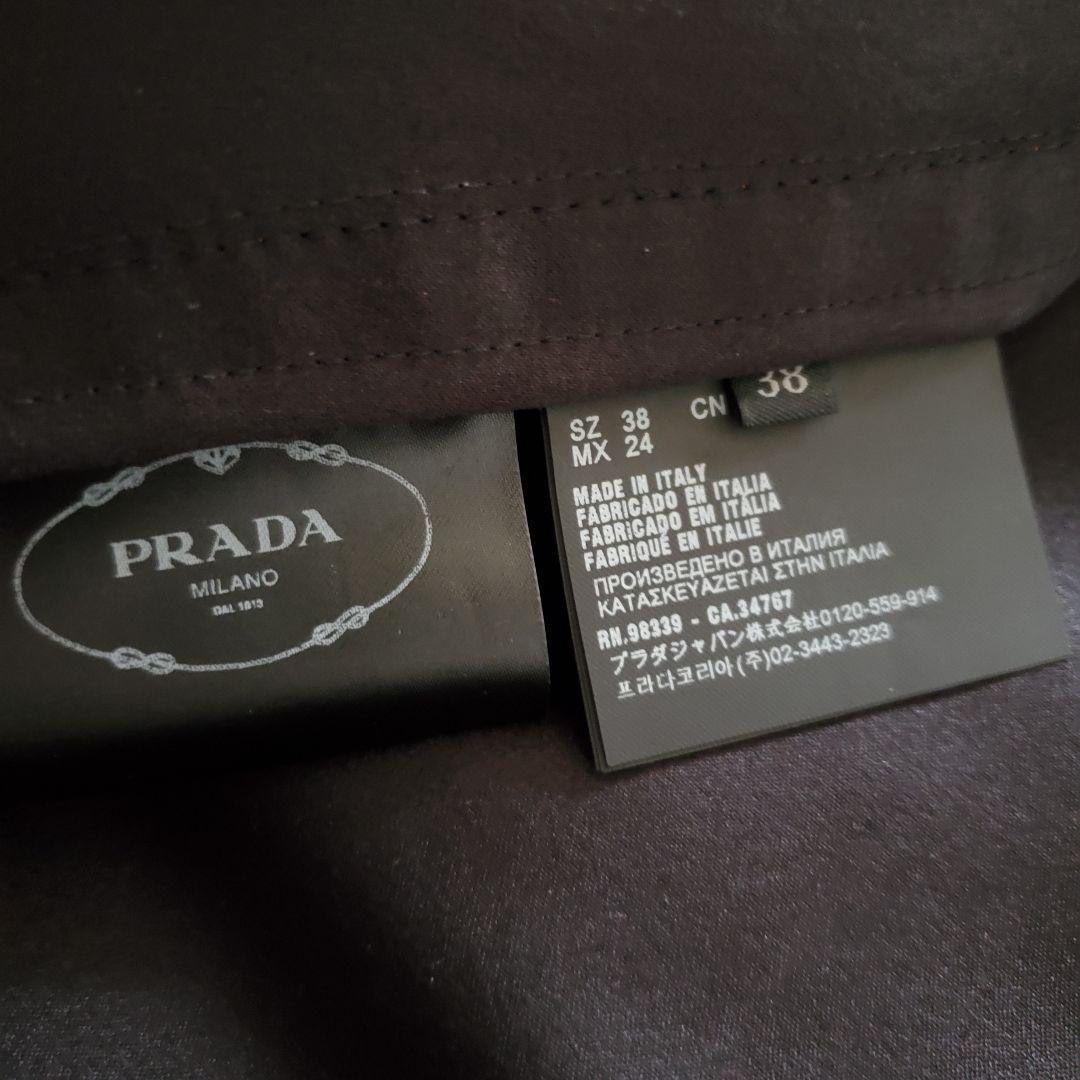 PRADA
MILANO
DAL 1913
38
SZ 38 CN
MX 24
MADE IN ITALY
FABRICADO EN ITALIA
FABRICADO EM ITÁLIA
FABRIQUÉ EN ITALIE
ПРОИЗВЕДЕНО В ИТАЛИЯ
ΚΑΤΑΣΚΕΥΑΖΕΤΑΙ ΣΤΗΝ ΙΤΑΛΙΑ
RN.98339 - CA.34767
プラダジャパン株式会社0120-559-914
프라다코리아(주)02-3443-2323